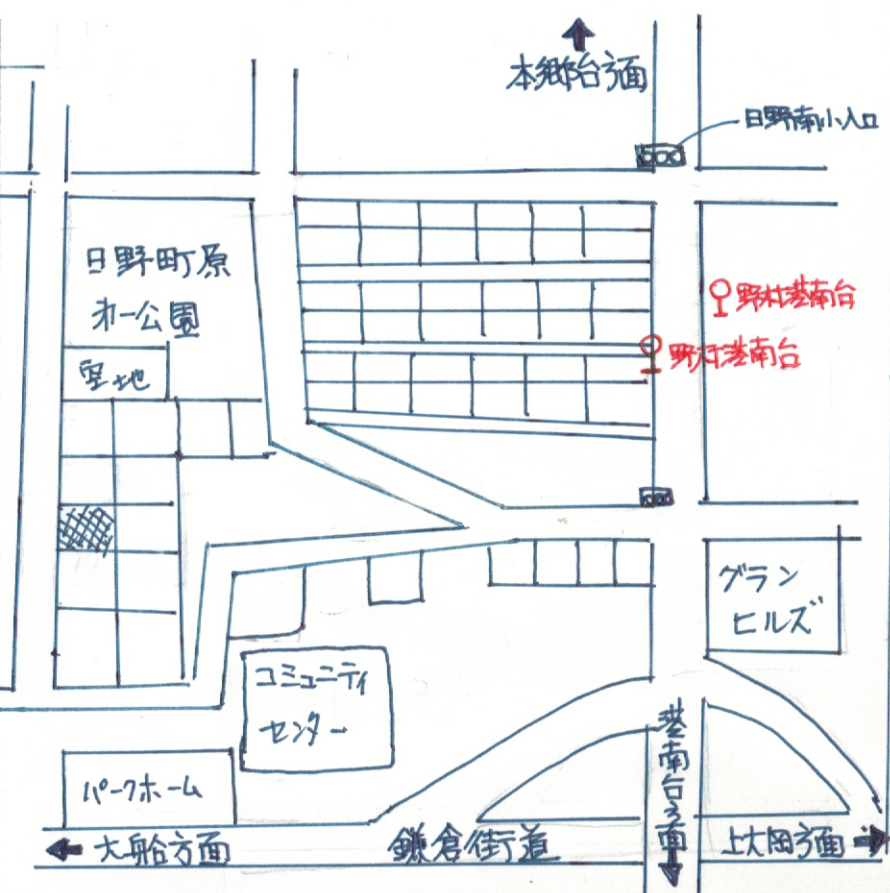 本郷台方面
日野南小入口
日野町原
才一公園
空地
野村港南台
野村港南台
グラン
ヒルズ
コミュニティ
センター
パークホーム
港南台方面
大船方面
鎌倉街道
上大岡方面